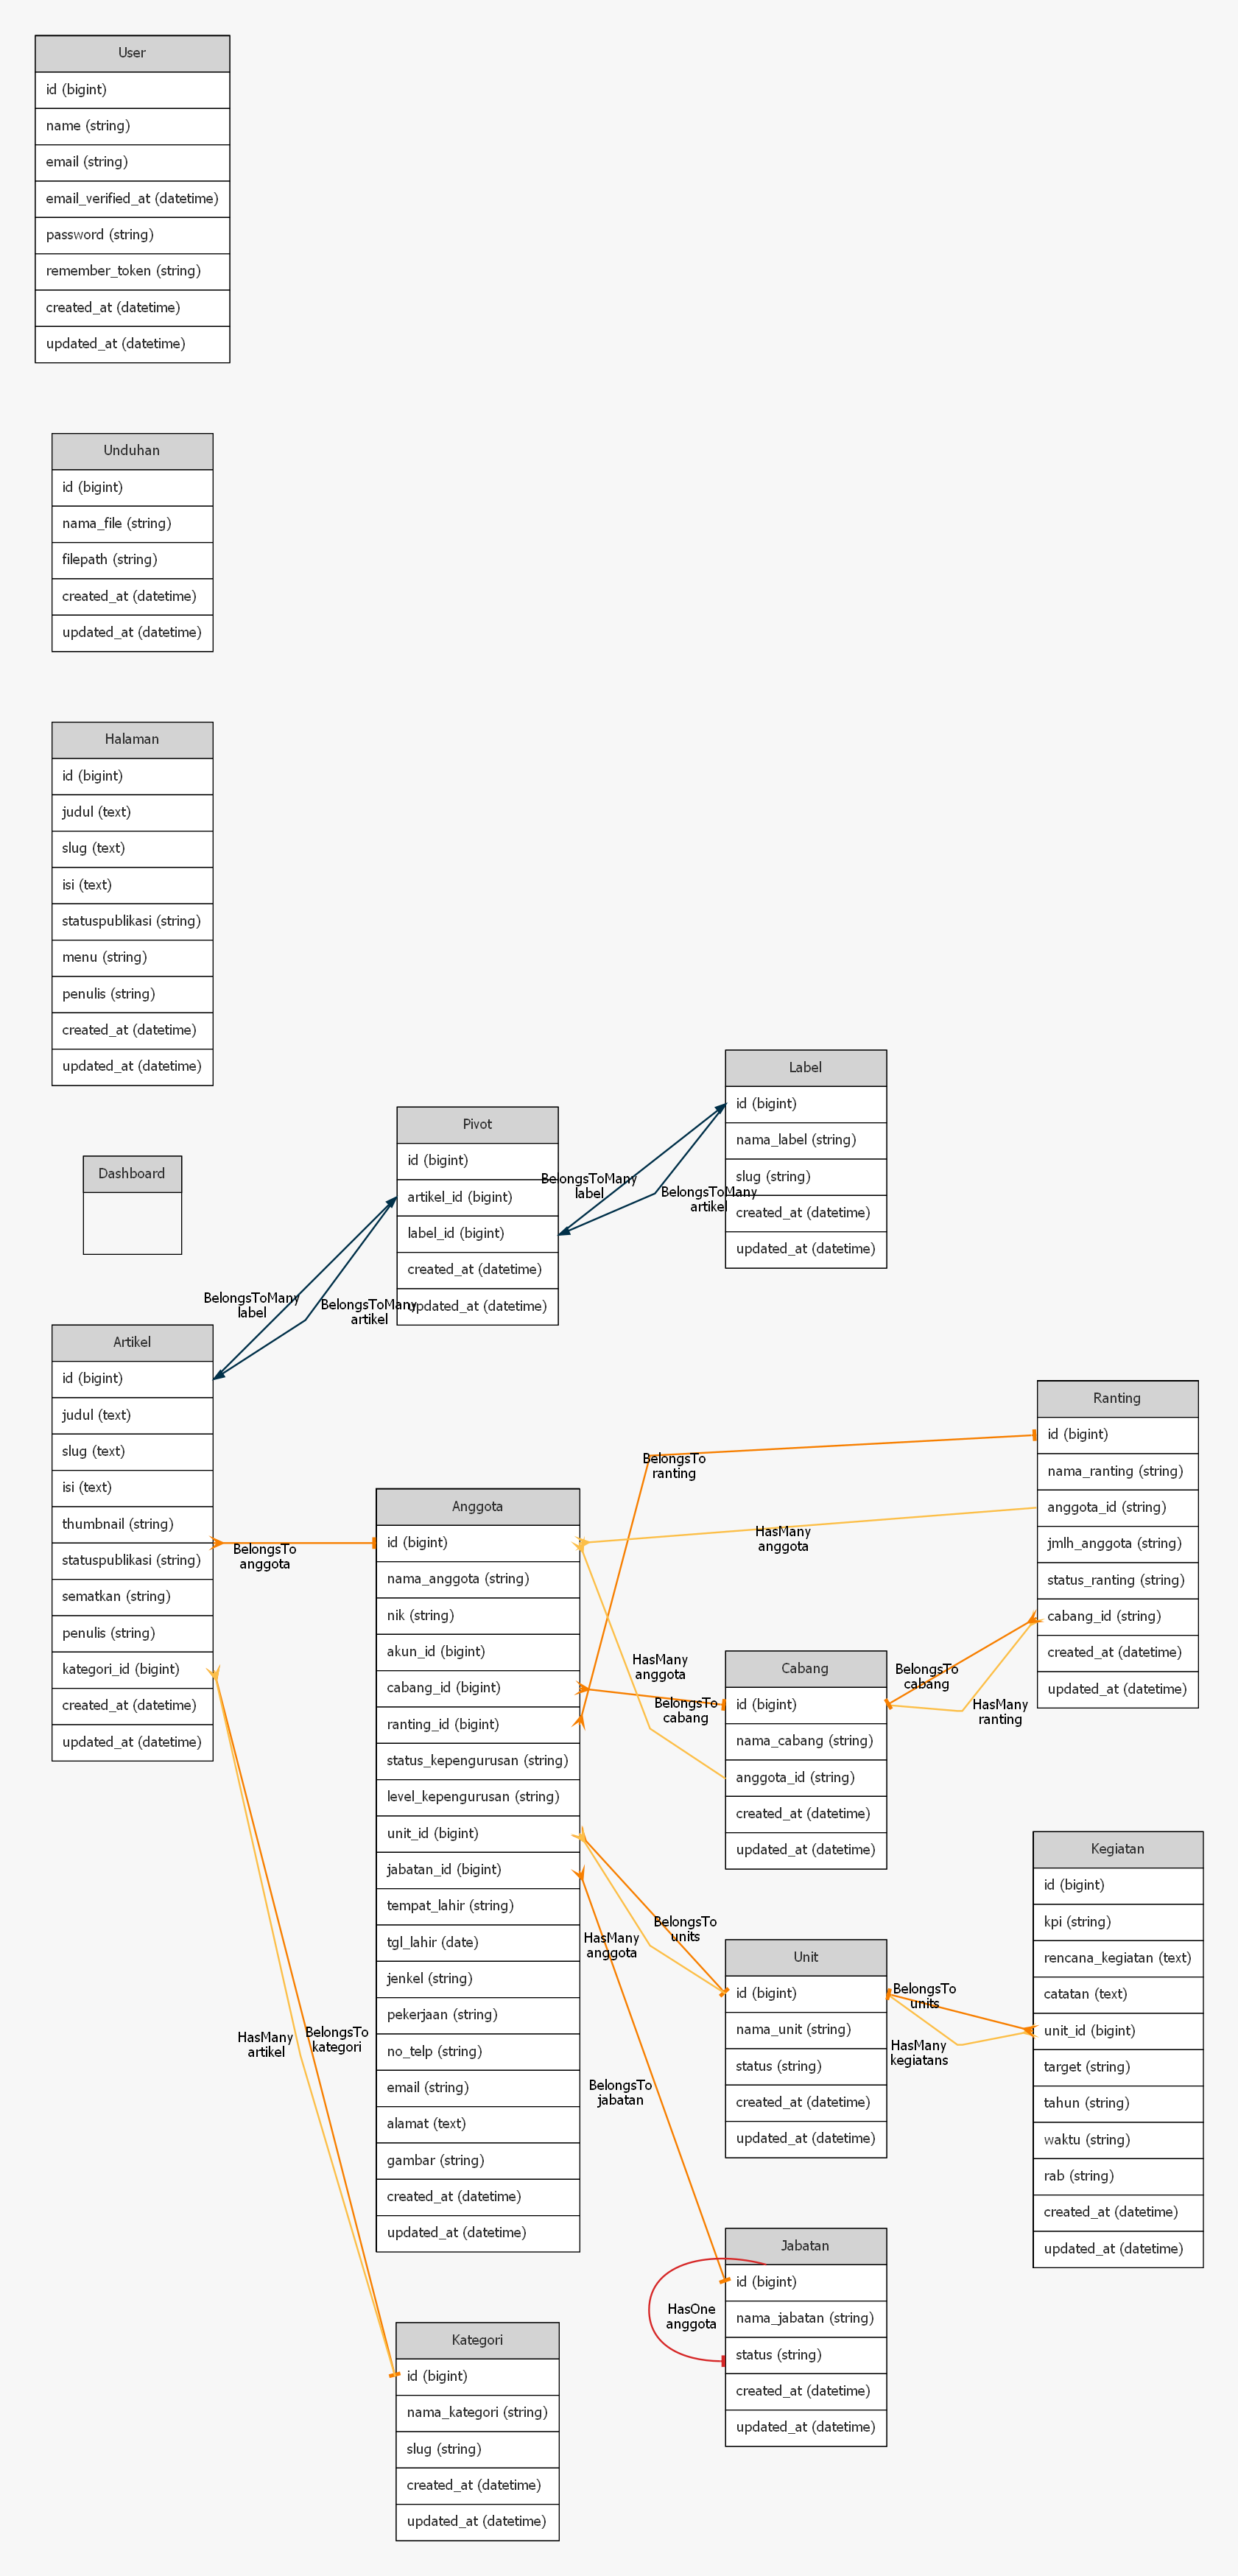 User
id (bigint)
name (string)
email (string)
email_verified_at (datetime)
password (string)
remember_token (string)
created_at (datetime)
updated_at (datetime)
Unduhan
id (bigint)
nama_file (string)
filepath (string)
created_at (datetime)
updated_at (datetime)
Halaman
id (bigint)
judul (text)
slug (text)
isi (text)
statuspublikasi (string)
menu (string)
penulis (string)
created_at (datetime)
updated_at (datetime)
Dashboard
Pivot
id (bigint)
artikel_id (bigint)
label_id (bigint)
created_at (datetime)
updated_at (datetime)
Label
id (bigint)
nama_label (string)
slug (string)
created_at (datetime)
updated_at (datetime)
BelongsToMany
label
BelongsToMany
artikel
BelongsToMany
label
BelongsToMany
artikel
Artikel
id (bigint)
judul (text)
slug (text)
isi (text)
thumbnail (string)
statuspublikasi (string)
sematkan (string)
penulis (string)
kategori_id (bigint)
created_at (datetime)
updated_at (datetime)
BelongsTo
anggota
HasMany
artikel
BelongsTo
kategori
Anggota
id (bigint)
nama_anggota (string)
nik (string)
akun_id (bigint)
cabang_id (bigint)
ranting_id (bigint)
status_kepengurusan (string)
level_kepengurusan (string)
unit_id (bigint)
jabatan_id (bigint)
tempat_lahir (string)
tgl_lahir (date)
jenkel (string)
pekerjaan (string)
no_telp (string)
email (string)
alamat (text)
gambar (string)
created_at (datetime)
updated_at (datetime)
BelongsTo
ranting
HasMany
anggota
HasMany
anggota
BelongsTo
cabang
BelongsTo
units
HasMany
anggota
BelongsTo
jabatan
Ranting
id (bigint)
nama_ranting (string)
anggota_id (string)
jmlh_anggota (string)
status_ranting (string)
cabang_id (string)
created_at (datetime)
updated_at (datetime)
Cabang
id (bigint)
nama_cabang (string)
anggota_id (string)
created_at (datetime)
updated_at (datetime)
BelongsTo
cabang
HasMany
ranting
Kegiatan
id (bigint)
kpi (string)
rencana_kegiatan (text)
catatan (text)
unit_id (bigint)
target (string)
tahun (string)
waktu (string)
rab (string)
created_at (datetime)
updated_at (datetime)
Unit
id (bigint)
nama_unit (string)
status (string)
created_at (datetime)
updated_at (datetime)
BelongsTo
units
HasMany
kegiatans
Jabatan
id (bigint)
nama_jabatan (string)
status (string)
created_at (datetime)
updated_at (datetime)
HasOne
anggota
Kategori
id (bigint)
nama_kategori (string)
slug (string)
created_at (datetime)
updated_at (datetime)